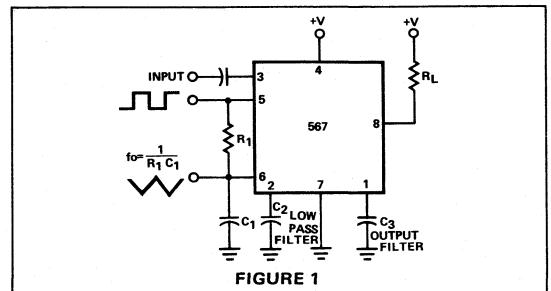 +V +V
INPUT 3 4 RL
5 8
567
R1
fo= 1
R1 C1
6 2 7 1
C1 C2 LOW PASS FILTER C3 OUTPUT FILTER
FIGURE 1